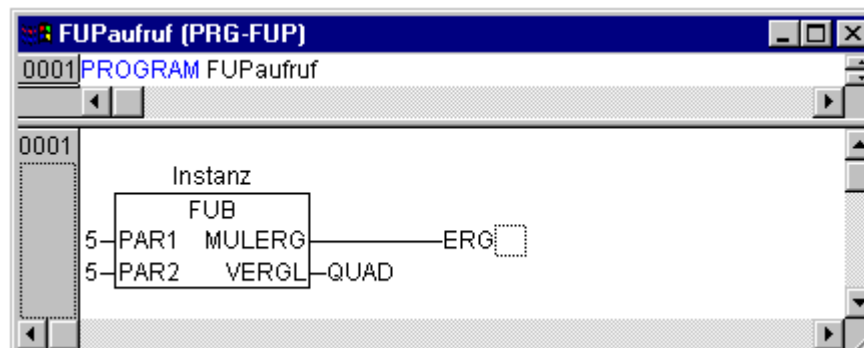 FUPaufruf (PRG-FUP)
0001 PROGRAM FUPaufruf
0001
Instanz
FUB
5 PAR1 MULERG ERG
5 PAR2 VERGL QUAD